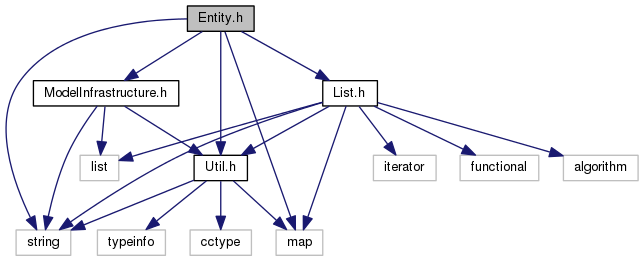 Entity.h
ModelInfrastructure.h
List.h
list
Util.h
iterator
functional
algorithm
string
typeinfo
cctype
map